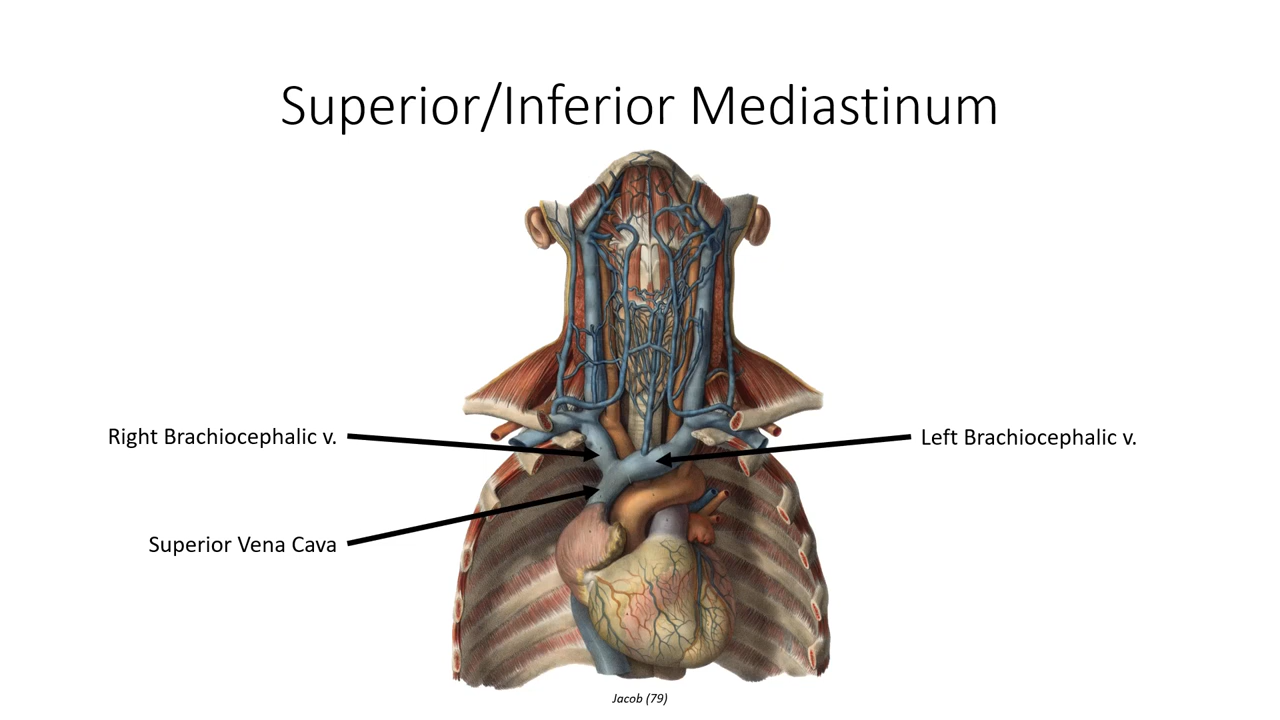 Superior/Inferior Mediastinum
Right Brachiocephalic v.
Left Brachiocephalic v.
Superior Vena Cava
Jacob (79)